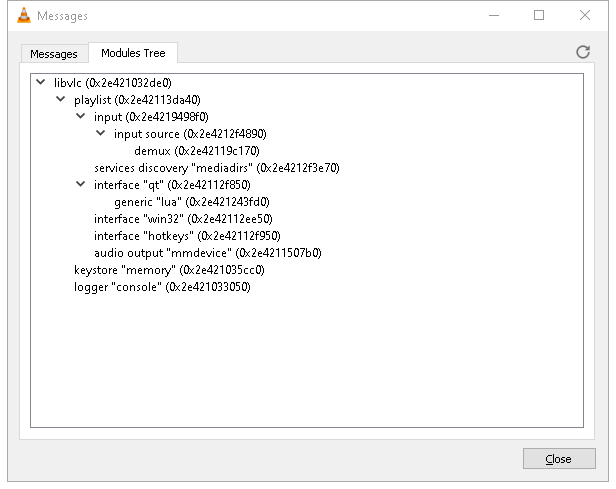 Messages
Messages
Modules Tree
libvlc (0x2e421032de0)
playlist (0x2e42113da40)
input (0x2e4219498f0)
input source (0x2e4212f4890)
demux (0x2e42119c170)
services discovery "mediadirs" (0x2e4212f3e70)
interface "qt" (0x2e42112f850)
generic "lua" (0x2e421243fd0)
interface "win32" (0x2e42112ee50)
interface "hotkeys" (0x2e42112f950)
audio output "mmdevice" (0x2e4211507b0)
keystore "memory" (0x2e421035cc0)
logger "console" (0x2e421033050)
Close